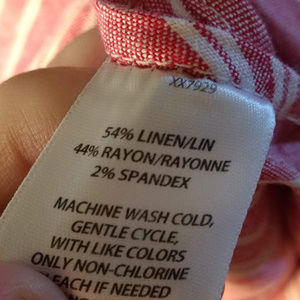 XX7929
54% LINEN/LIN
44% RAYON/RAYONNE
2% SPANDEX
MACHINE WASH COLD,
GENTLE CYCLE,
WITH LIKE COLORS
ONLY NON-CHLORINE
BLEACH IF NEEDED